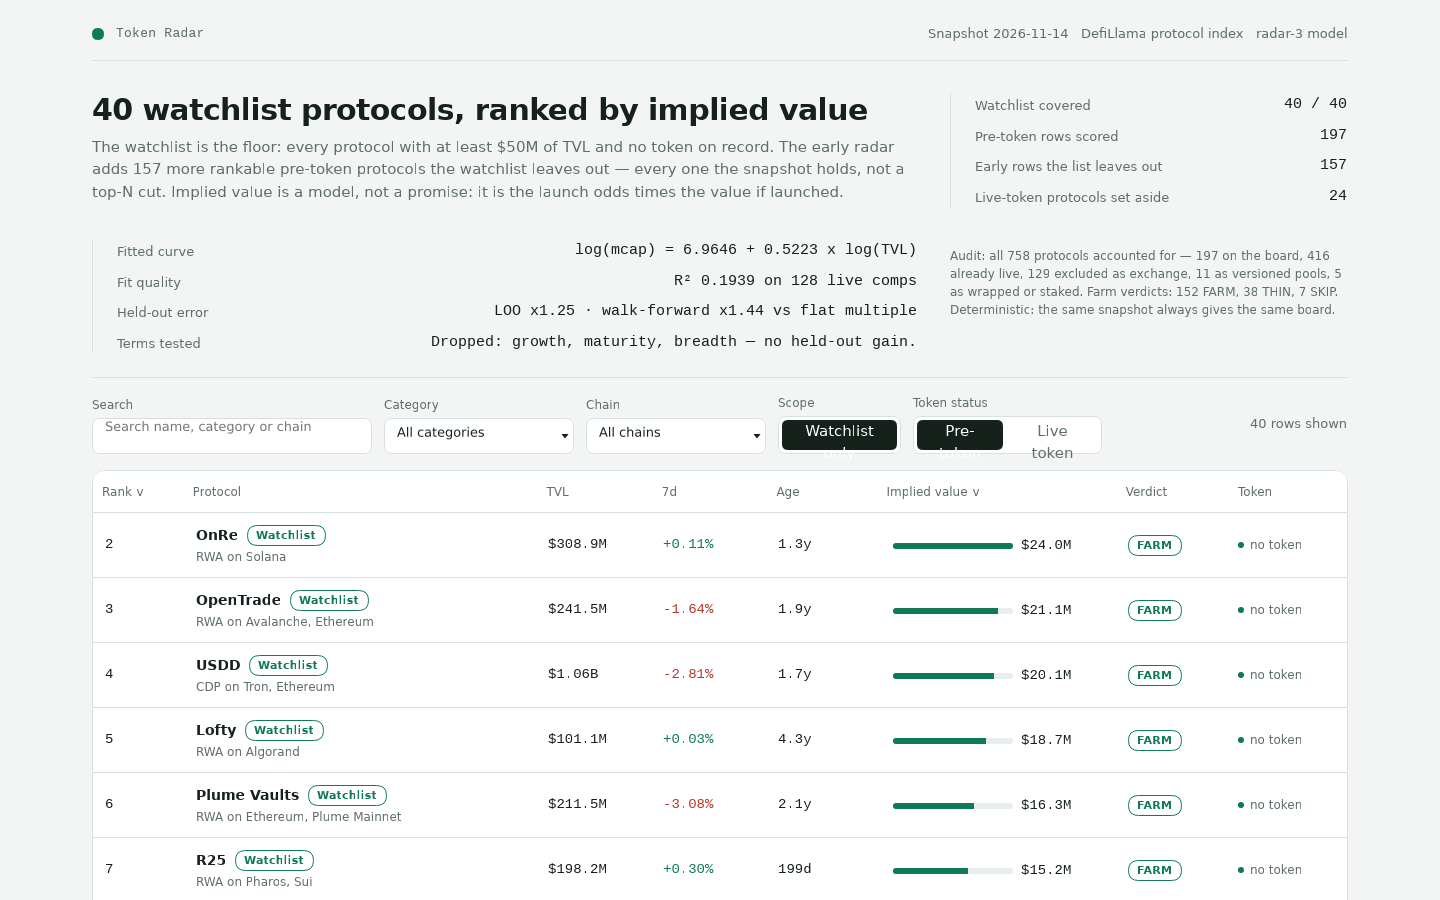 Token Radar
Snapshot 2026-11-14 DefiLlama protocol index radar-3 model
40 watchlist protocols, ranked by implied value
The watchlist is the floor: every protocol with at least $50M of TVL and no token on record. The early radar
adds 157 more rankable pre-token protocols the watchlist leaves out — every one the snapshot holds, not a
top-N cut. Implied value is a model, not a promise: it is the launch odds times the value if launched.
Watchlist covered 40 / 40
Pre-token rows scored 197
Early rows the list leaves out 157
Live-token protocols set aside 24
Fitted curve log(mcap) = 6.9646 + 0.5223 x log(TVL)
Fit quality R² 0.1939 on 128 live comps
Held-out error LOO x1.25 · walk-forward x1.44 vs flat multiple
Terms tested Dropped: growth, maturity, breadth — no held-out gain.
Audit: all 758 protocols accounted for — 197 on the board, 416
already live, 129 excluded as exchange, 11 as versioned pools, 5
as wrapped or staked. Farm verdicts: 152 FARM, 38 THIN, 7 SKIP.
Deterministic: the same snapshot always gives the same board.
Search Category Chain Scope Token status
Search name, category or chain All categories All chains Watchlist only Pre-token Live token 40 rows shown
Rank v Protocol TVL 7d Age Implied value v Verdict Token
2 OnRe Watchlist $308.9M +0.11% 1.3y $24.0M FARM no token
RWA on Solana
3 OpenTrade Watchlist $241.5M -1.64% 1.9y $21.1M FARM no token
RWA on Avalanche, Ethereum
4 USDD Watchlist $1.06B -2.81% 1.7y $20.1M FARM no token
CDP on Tron, Ethereum
5 Lofty Watchlist $101.1M +0.03% 4.3y $18.7M FARM no token
RWA on Algorand
6 Plume Vaults Watchlist $211.5M -3.08% 2.1y $16.3M FARM no token
RWA on Ethereum, Plume Mainnet
7 R25 Watchlist $198.2M +0.30% 199d $15.2M FARM no token
RWA on Pharos, Sui